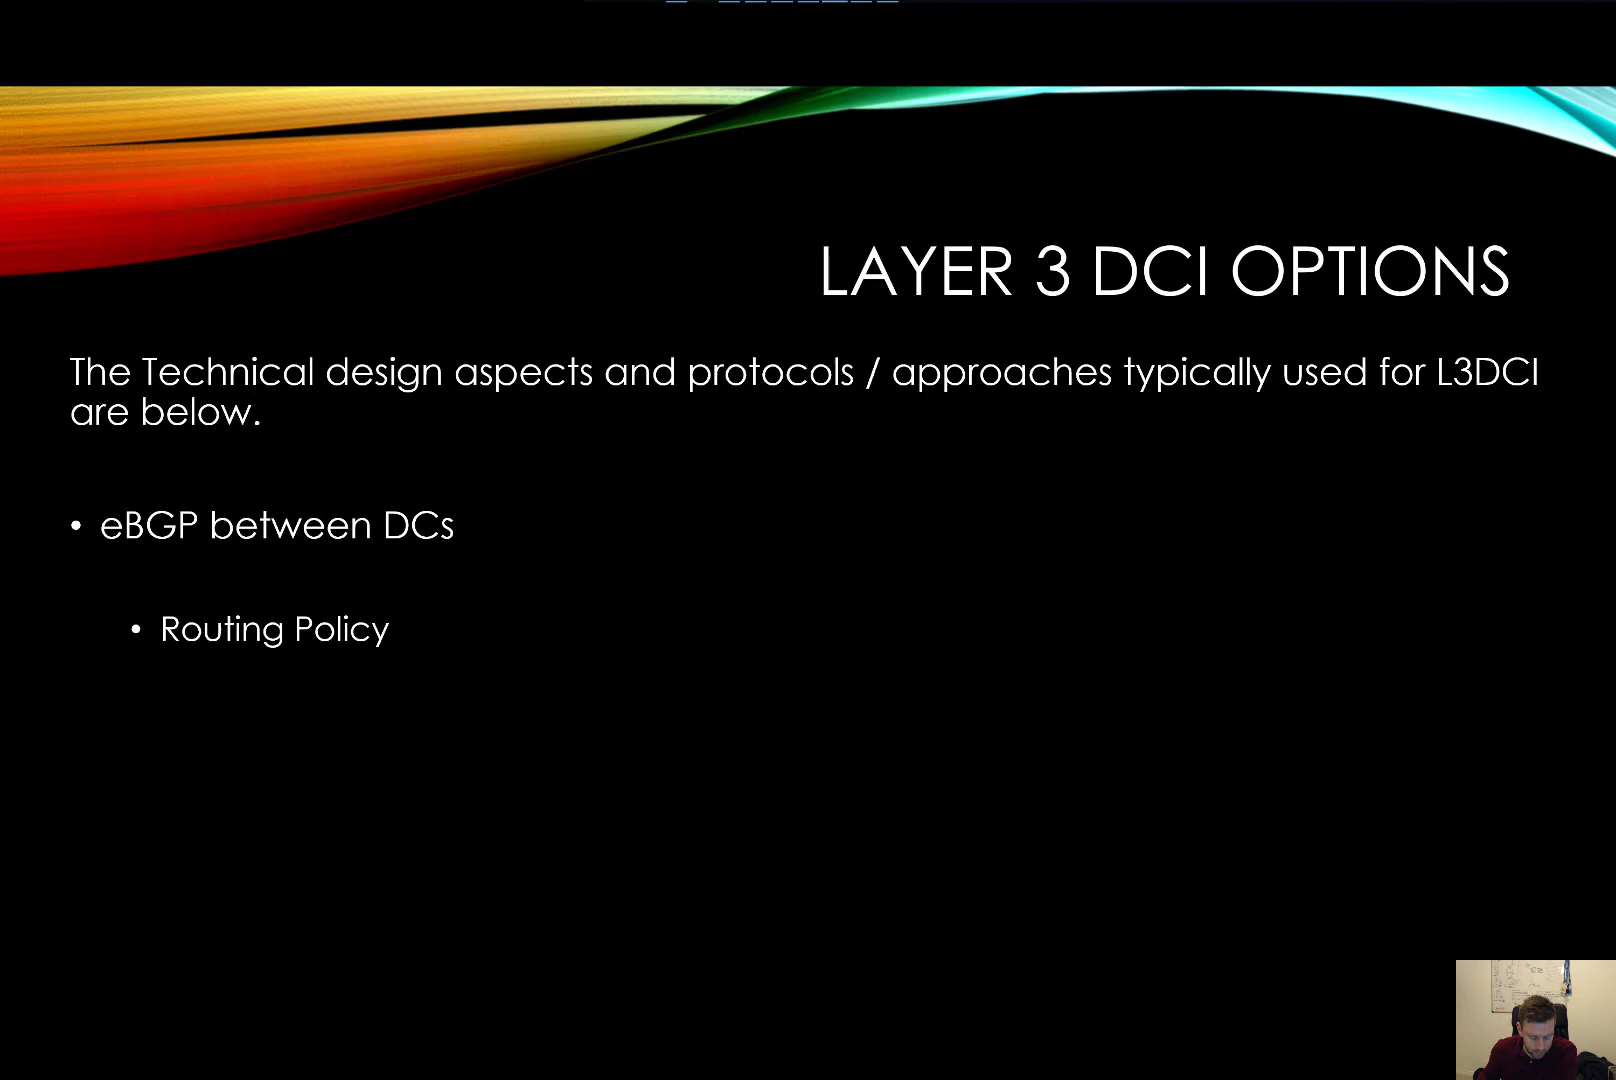 LAYER 3 DCI OPTIONS
The Technical design aspects and protocols / approaches typically used for L3DCI
are below.
• eBGP between DCs
• Routing Policy